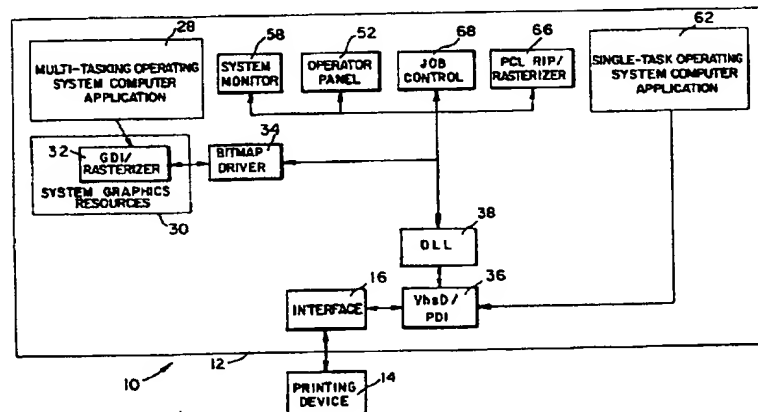 28
MULTI-TASKING OPERATING
SYSTEM COMPUTER
APPLICATION
58
SYSTEM
MONITOR
52
OPERATOR
PANEL
68
JOB
CONTROL
66
PCL RIP/
RASTERIZER
62
SINGLE-TASK OPERATING
SYSTEM COMPUTER
APPLICATION
32
GDI/
RASTERIZER
SYSTEM GRAPHICS
RESOURCES
30
34
BITMAP
DRIVER
38
DLL
16
INTERFACE
36
VhsD/
PDI
10
12
PRINTING
DEVICE
14